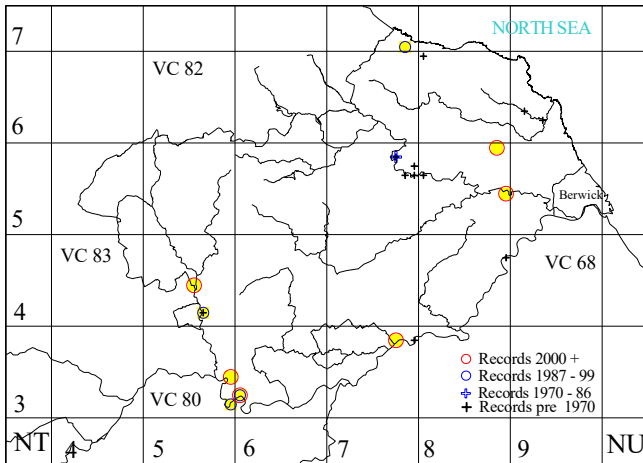 7
NORTH SEA
VC 82
6
Berwick
5
VC 83
VC 68
4
Records 2000 +
Records 1987 - 99
Records 1970 - 86
VC 80
Records pre 1970
3
NT 4 5 6 7 8 9 NU